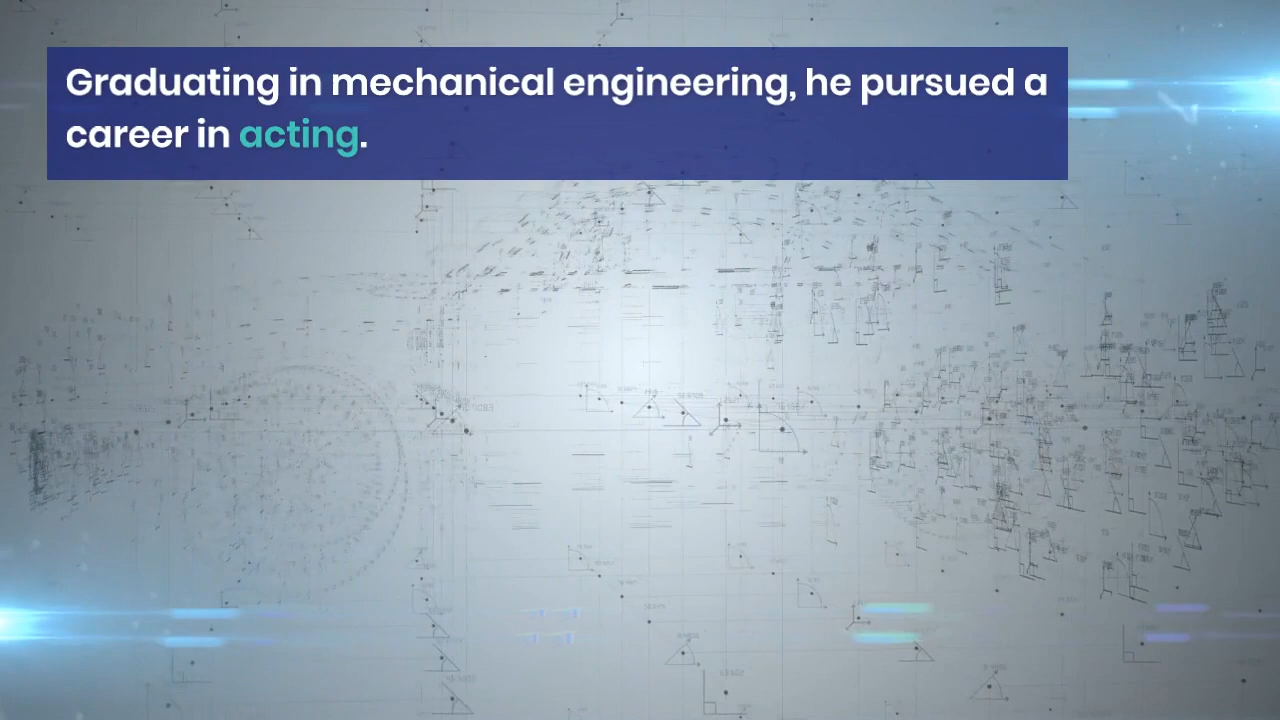 Graduating in mechanical engineering, he pursued a
career in acting.